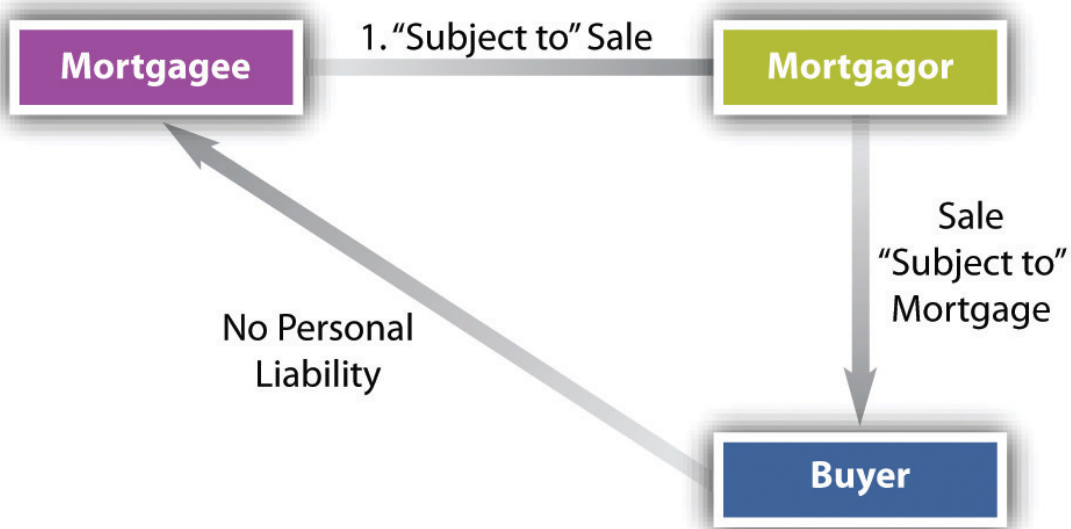 1. “Subject to” Sale
Mortgagee
Mortgagor
Sale
“Subject to”
Mortgage
No Personal
Liability
Buyer